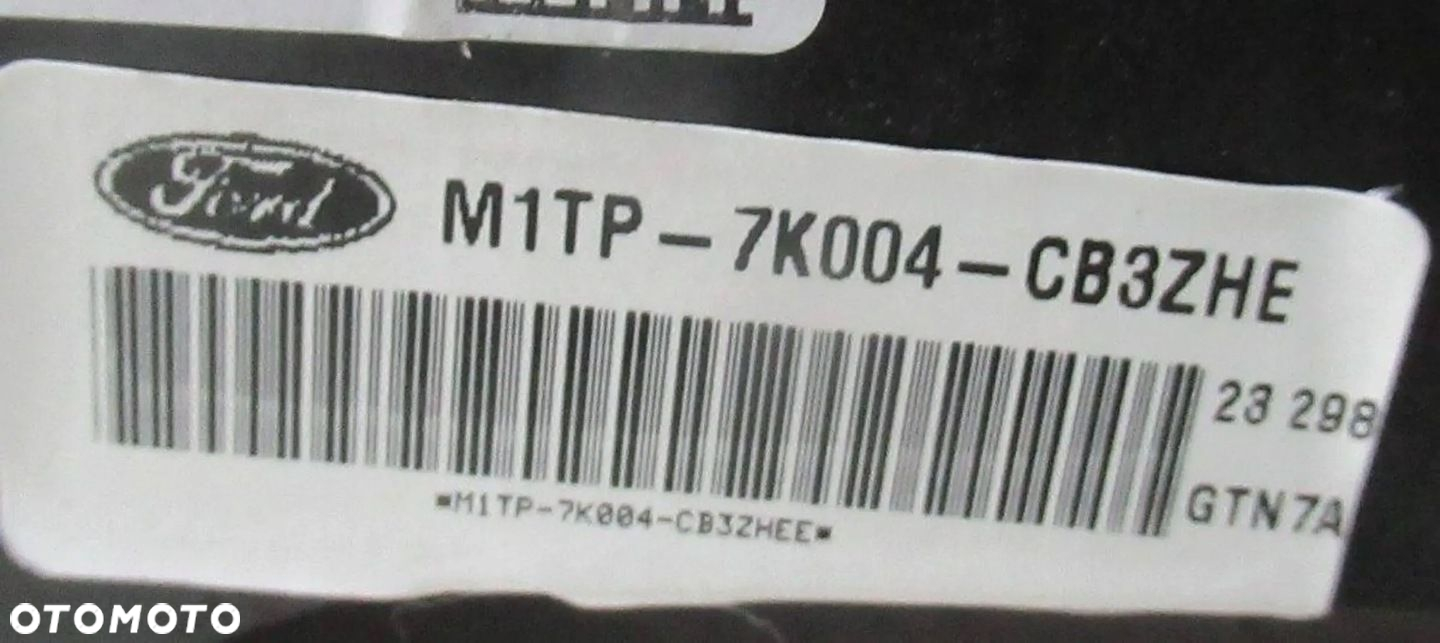 Ford
M1TP-7K004-CB3ZHE
23 298
GTN7A
*M1TP-7K004-CB3ZHEE*
OTOMOTO